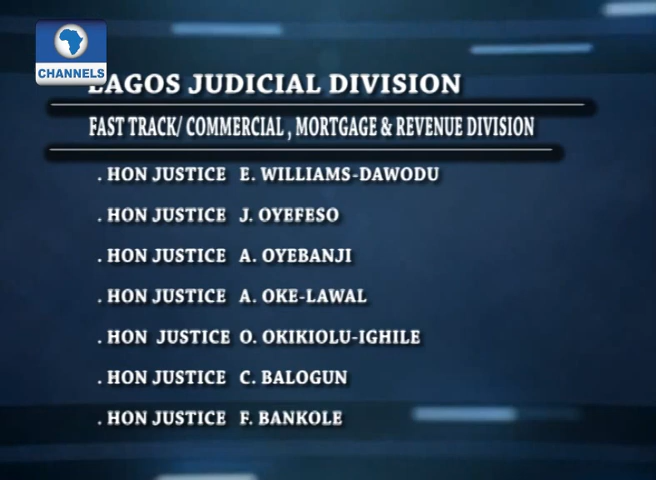 CHANNELS
LAGOS JUDICIAL DIVISION
FAST TRACK/ COMMERCIAL , MORTGAGE & REVENUE DIVISION
. HON JUSTICE E. WILLIAMS-DAWODU
. HON JUSTICE J. OYEFESO
. HON JUSTICE A. OYEBANJI
. HON JUSTICE A. OKE-LAWAL
. HON JUSTICE O. OKIKIOLU-IGHILE
. HON JUSTICE C. BALOGUN
. HON JUSTICE F. BANKOLE